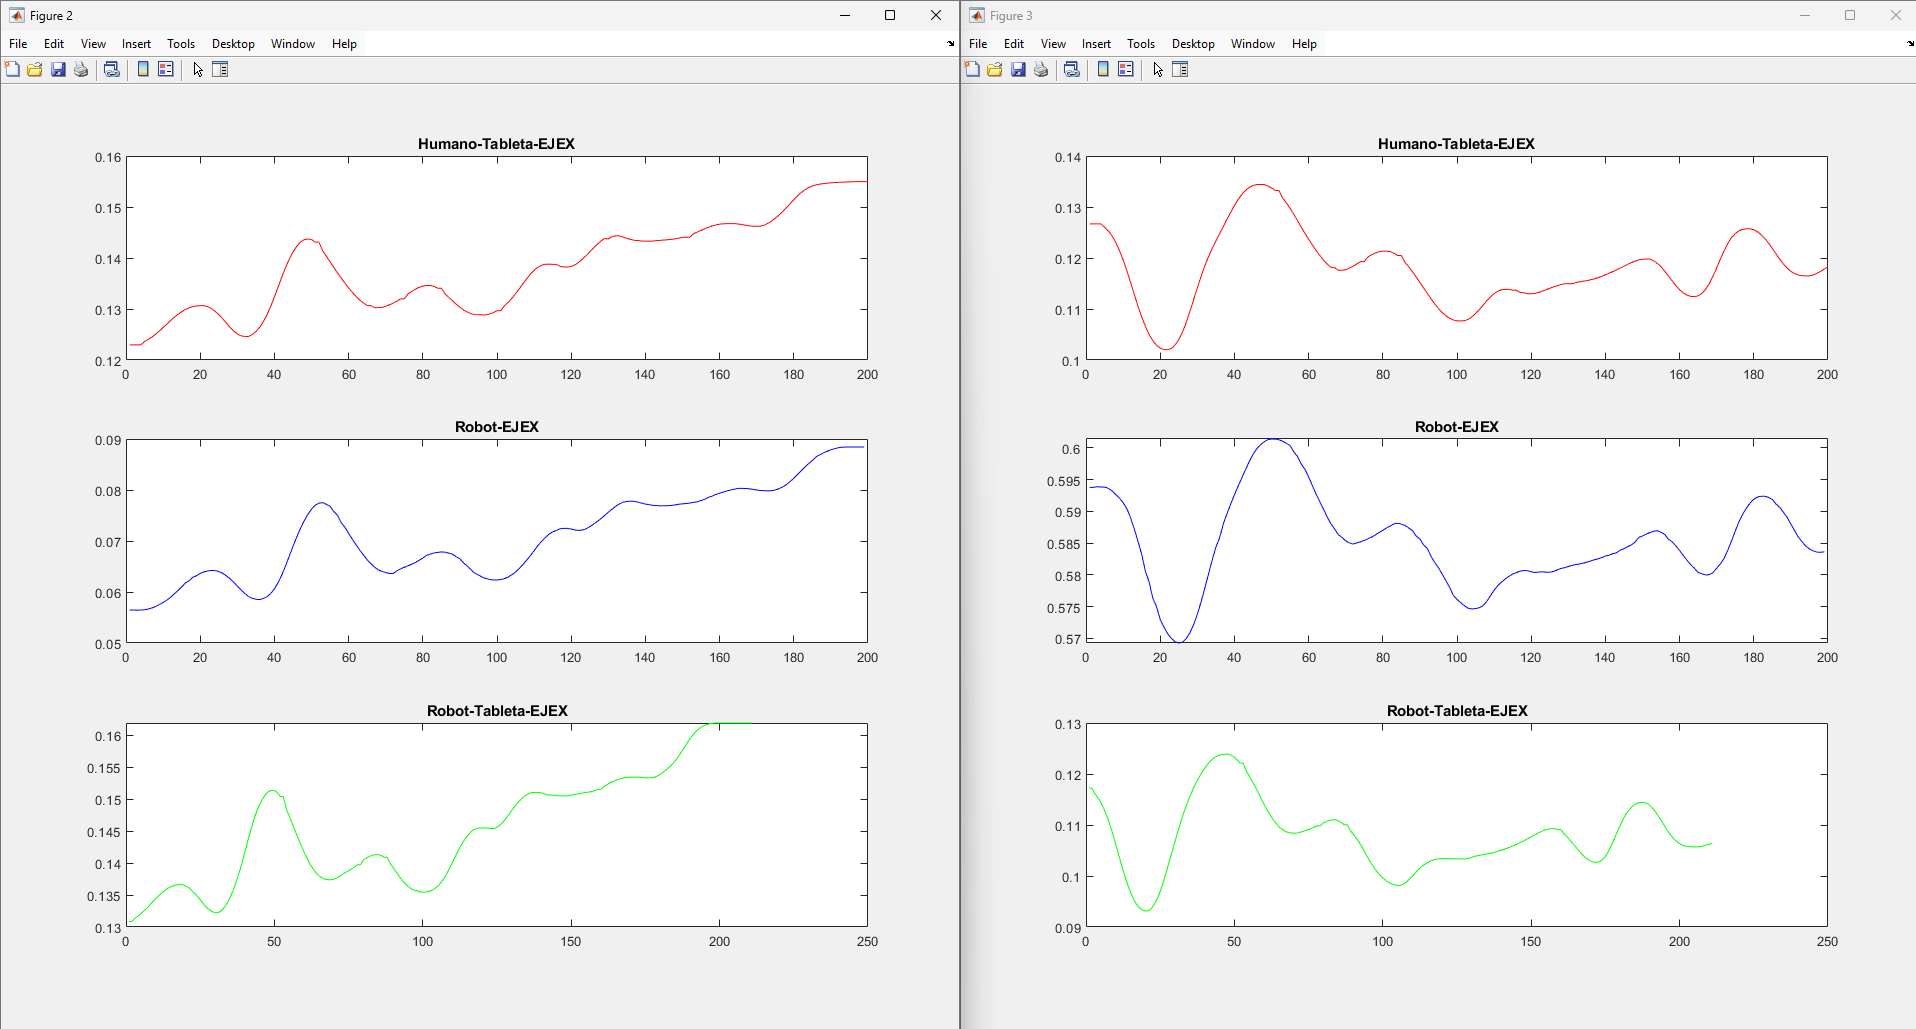 Figure 2
File Edit View Insert Tools Desktop Window Help
Humano-Tableta-EJEX
0.16
0.15
0.14
0.13
0.12
0 20 40 60 80 100 120 140 160 180 200
Robot-EJEX
0.09
0.08
0.07
0.06
0.05
0 20 40 60 80 100 120 140 160 180 200
Robot-Tableta-EJEX
0.16
0.155
0.15
0.145
0.14
0.135
0.13
0 50 100 150 200 250
Figure 3
File Edit View Insert Tools Desktop Window Help
Humano-Tableta-EJEX
0.14
0.13
0.12
0.11
0.1
0 20 40 60 80 100 120 140 160 180 200
Robot-EJEX
0.6
0.595
0.59
0.585
0.58
0.575
0.57
0 20 40 60 80 100 120 140 160 180 200
Robot-Tableta-EJEX
0.13
0.12
0.11
0.1
0.09
0 50 100 150 200 250